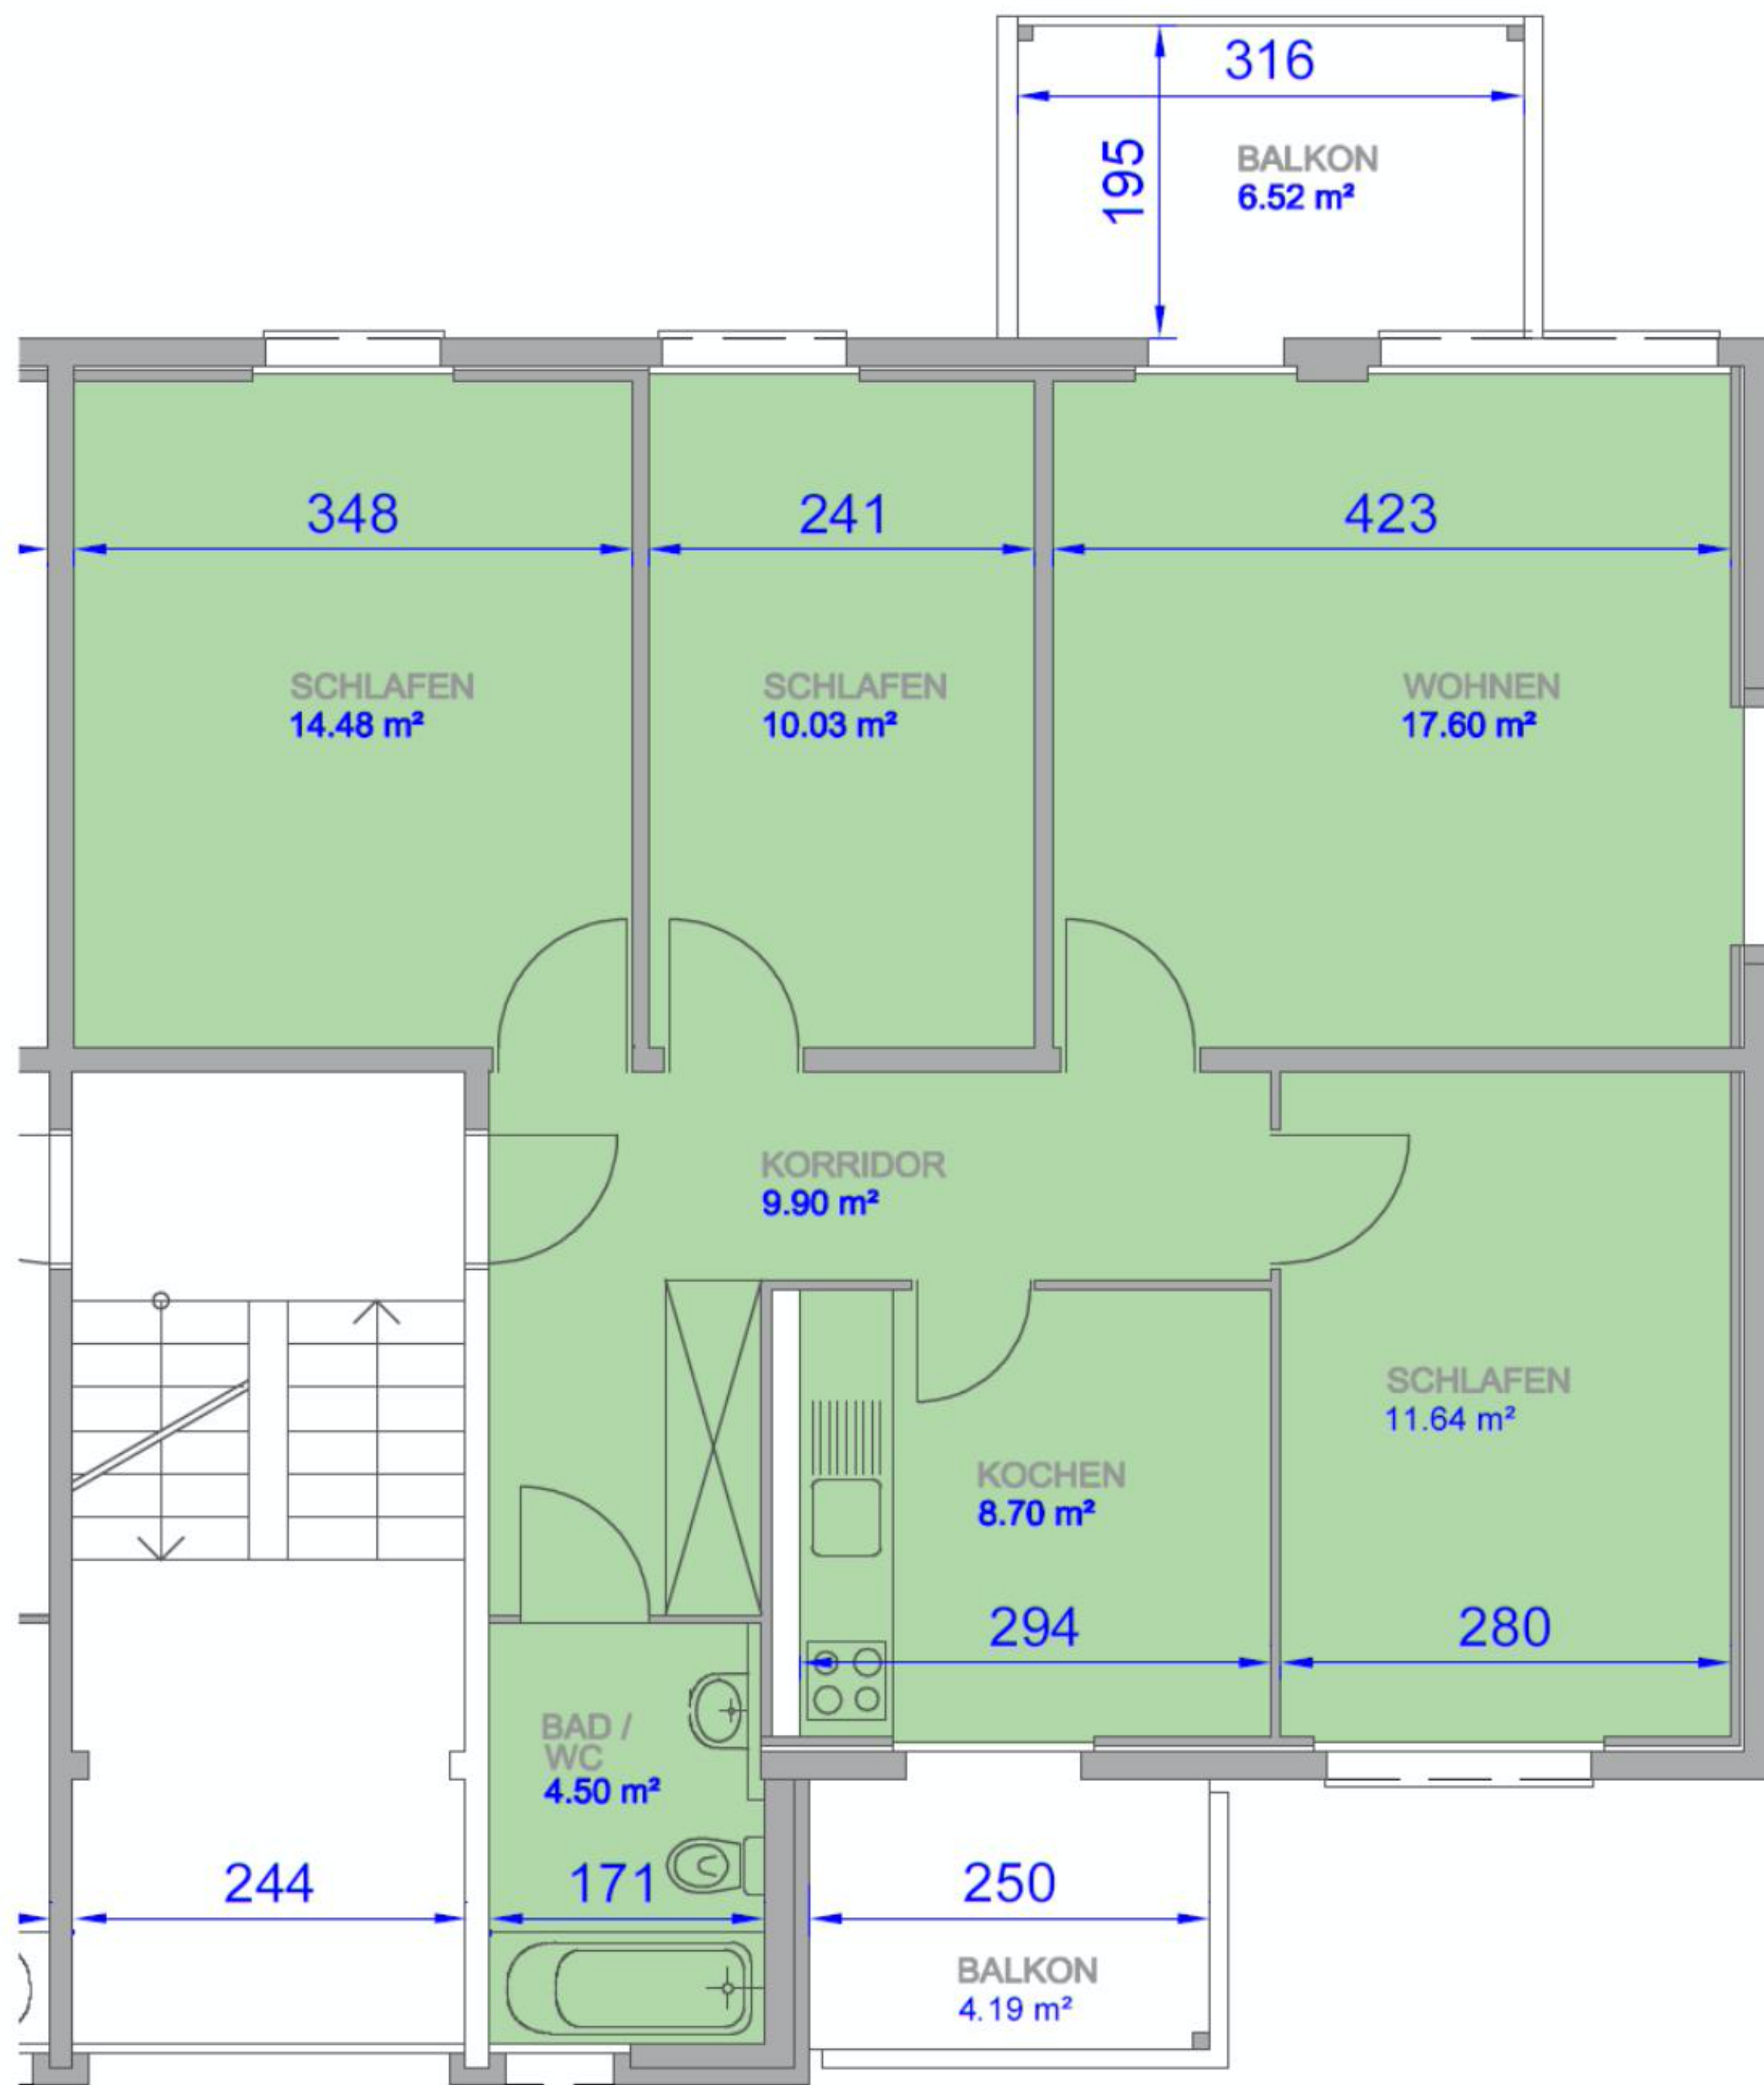 316
195
BALKON
6.52 m²
348
241
423
SCHLAFEN
14.48 m²
SCHLAFEN
10.03 m²
WOHNEN
17.60 m²
KORRIDOR
9.90 m²
SCHLAFEN
11.64 m²
KOCHEN
8.70 m²
294
280
BAD /
WC
4.50 m²
244
171
250
BALKON
4.19 m²